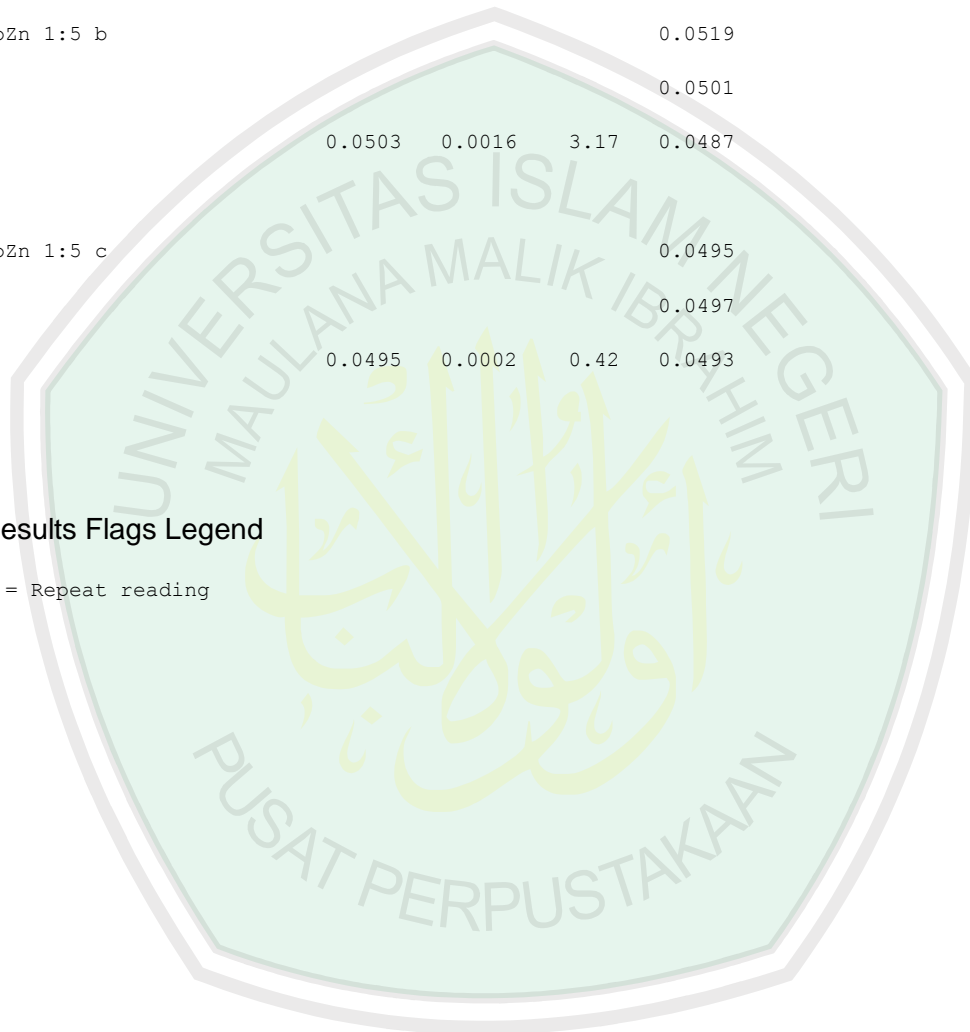 oZn 1:5 b 0.0519
0.0501
0.0503 0.0016 3.17 0.0487
oZn 1:5 c 0.0495
0.0497
0.0495 0.0002 0.42 0.0493
esults Flags Legend
= Repeat reading
UNIVERSITAS ISLAM NEGERI
MAULANA MALIK IBRAHIM
PUSAT PERPUSTAKAAN